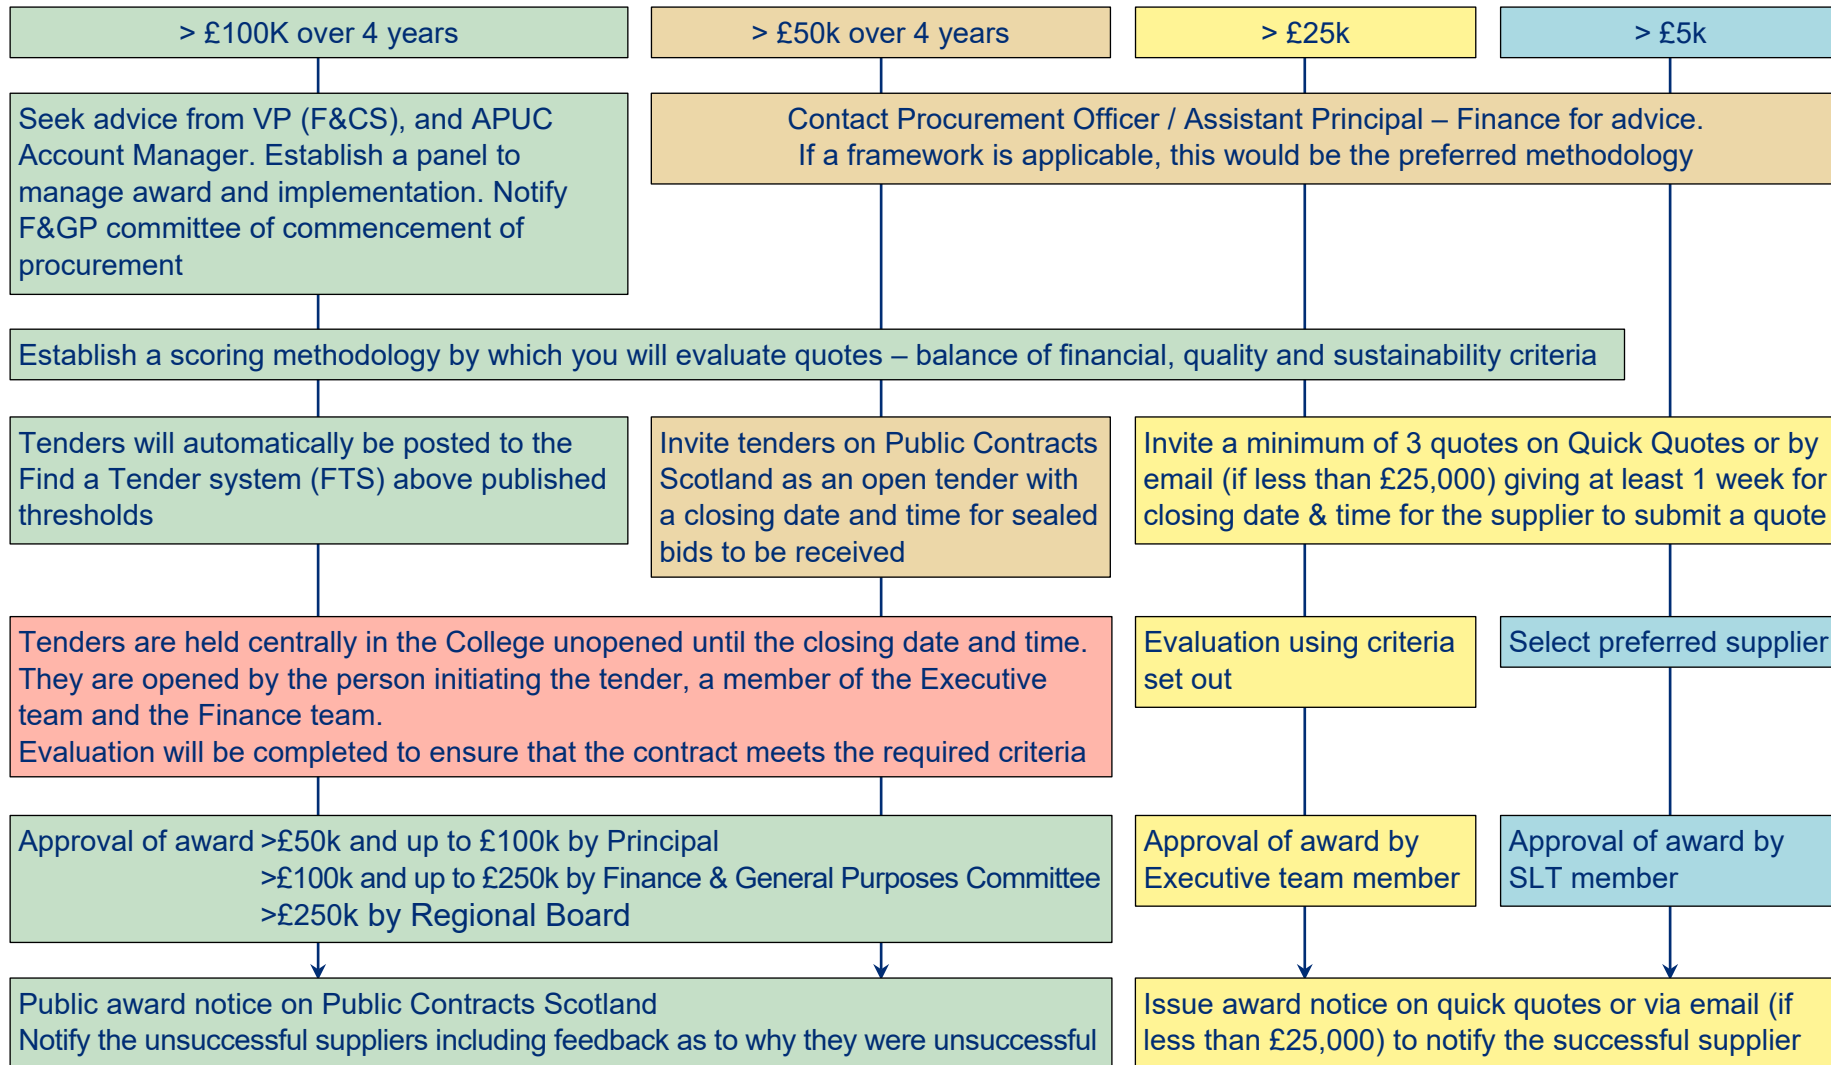 > £100K over 4 years
> £50k over 4 years
> £25k
> £5k
Seek advice from VP (F&CS), and APUC
Account Manager. Establish a panel to
manage award and implementation. Notify
F&GP committee of commencement of
procurement
Contact Procurement Officer / Assistant Principal – Finance for advice.
If a framework is applicable, this would be the preferred methodology
Establish a scoring methodology by which you will evaluate quotes – balance of financial, quality and sustainability criteria
Tenders will automatically be posted to the
Find a Tender system (FTS) above published
thresholds
Invite tenders on Public Contracts
Scotland as an open tender with
a closing date and time for sealed
bids to be received
Invite a minimum of 3 quotes on Quick Quotes or by
email (if less than £25,000) giving at least 1 week for
closing date & time for the supplier to submit a quote
Tenders are held centrally in the College unopened until the closing date and time.
They are opened by the person initiating the tender, a member of the Executive
team and the Finance team.
Evaluation will be completed to ensure that the contract meets the required criteria
Evaluation using criteria
set out
Select preferred supplier
Approval of award >£50k and up to £100k by Principal
>£100k and up to £250k by Finance & General Purposes Committee
>£250k by Regional Board
Approval of award by
Executive team member
Approval of award by
SLT member
Public award notice on Public Contracts Scotland
Notify the unsuccessful suppliers including feedback as to why they were unsuccessful
Issue award notice on quick quotes or via email (if
less than £25,000) to notify the successful supplier